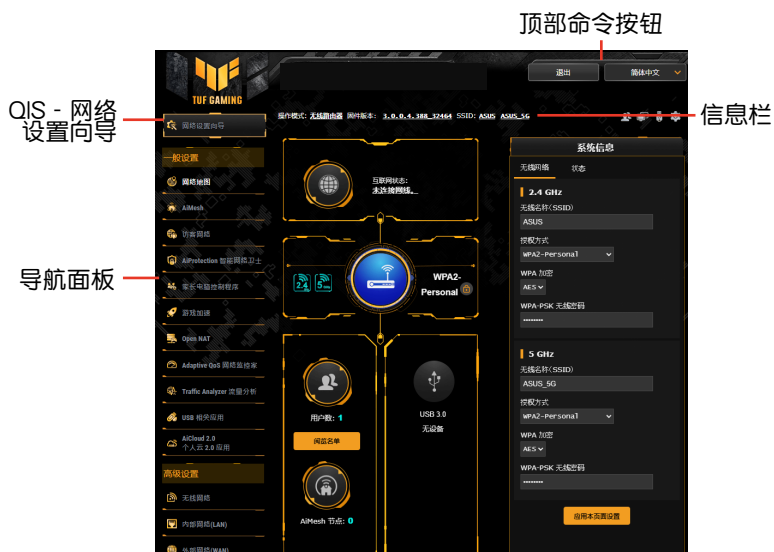 顶部命令按钮
退出
简体中文
TUF GAMING
QIS - 网络
设置向导
网络设置向导
操作模式: 无线路由器 固件版本: 3.0.0.4.388_32464 SSID: ASUS ASUS_5G
信息栏
导航面板
一般设置
网络地图
AiMesh
访客网络
AiProtection 智能网络卫士
家长电脑控制程序
游戏加速
Open NAT
Adaptive QoS 网络监控家
Traffic Analyzer 流量分析
USB 相关应用
AiCloud 2.0
个人云 2.0 应用
高级设置
无线网络
内部网络(LAN)
外部网络(WAN)
互联网状态:
未连接网线。
2.4
5
WPA2-
Personal
用户数: 1
阅览名单
AiMesh 节点: 0
USB 3.0
无设备
系统信息
无线网络
状态
2.4 GHz
无线名称(SSID)
ASUS
授权方式
WPA2-Personal
WPA 加密
AES
WPA-PSK 无线密码
5 GHz
无线名称(SSID)
ASUS_5G
授权方式
WPA2-Personal
WPA 加密
AES
WPA-PSK 无线密码
应用本页面设置